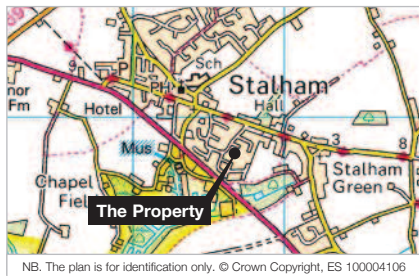 Sch
nor
Fm
9
P
Stalham
PH
Hall
Hotel
Mus
3
8
Chapel
Fiel
Stalham
Green
The Property
NB. The plan is for identification only. © Crown Copyright, ES 100004106